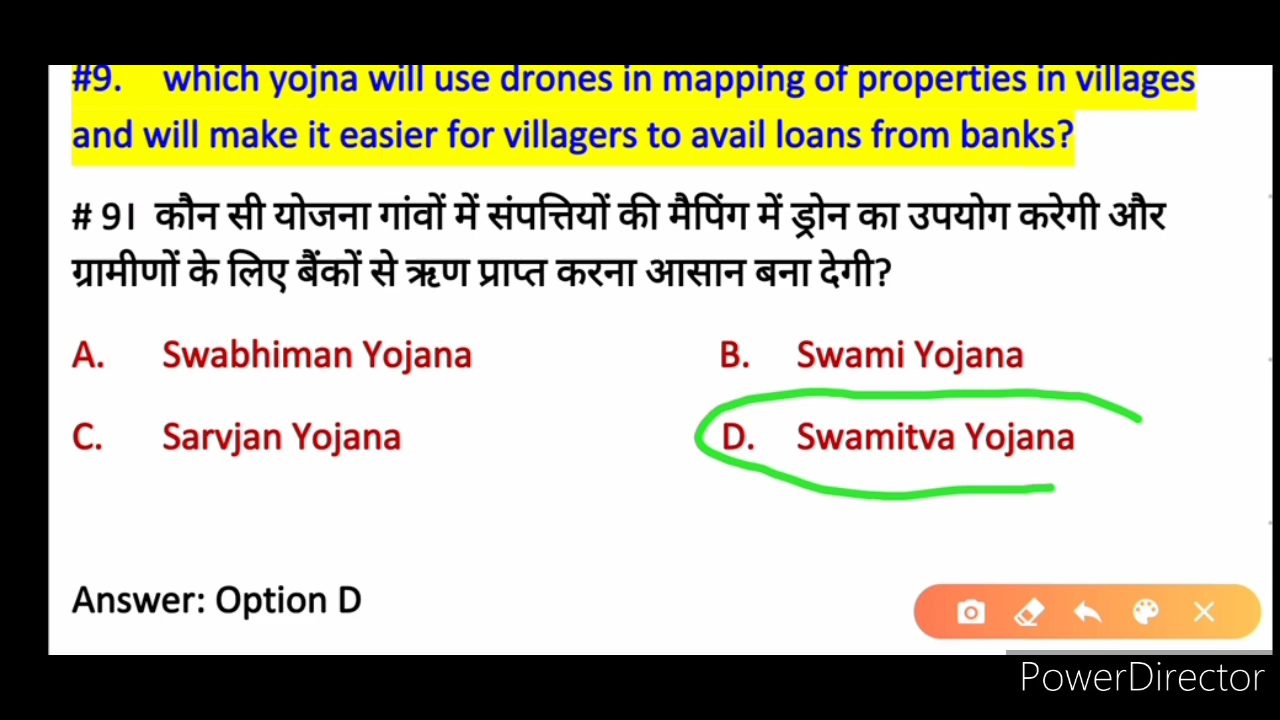 #9. which yojna will use drones in mapping of properties in villages
and will make it easier for villagers to avail loans from banks?
# 9। कौन सी योजना गांवों में संपत्तियों की मैपिंग में ड्रोन का उपयोग करेगी और
ग्रामीणों के लिए बैंकों से ऋण प्राप्त करना आसान बना देगी?
A. Swabhiman Yojana B. Swami Yojana
C. Sarvjan Yojana D. Swamitva Yojana
Answer: Option D
PowerDirector